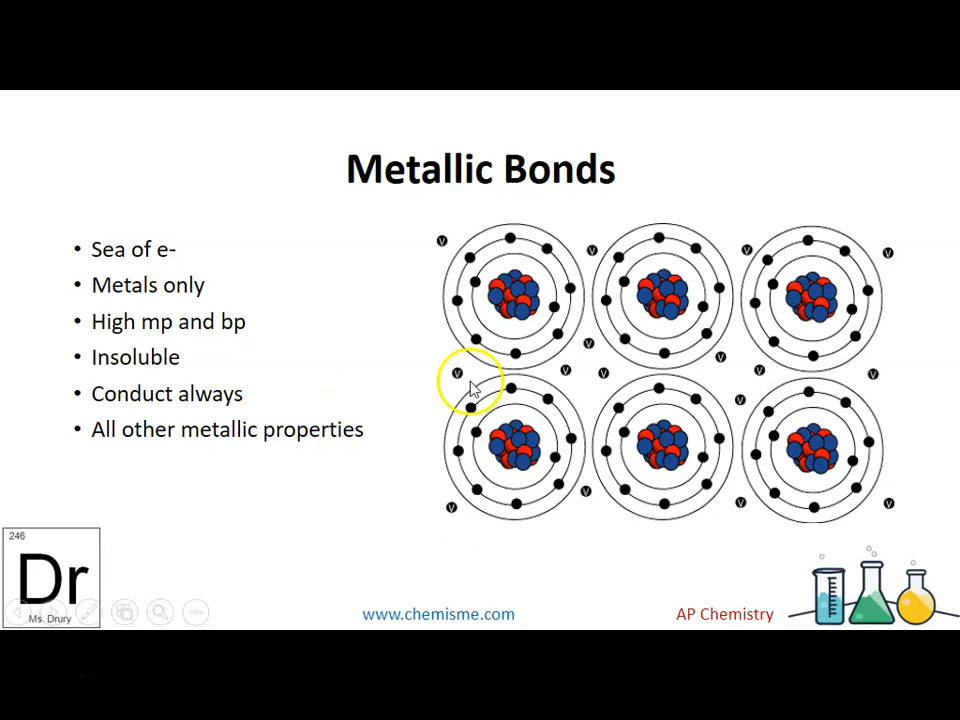 Metallic Bonds
• Sea of e-
• Metals only
• High mp and bp
• Insoluble
• Conduct always
• All other metallic properties
V V V V
V V
V V V V V
V
V V V V
246
Dr
Ms. Drury
www.chemisme.com
AP Chemistry